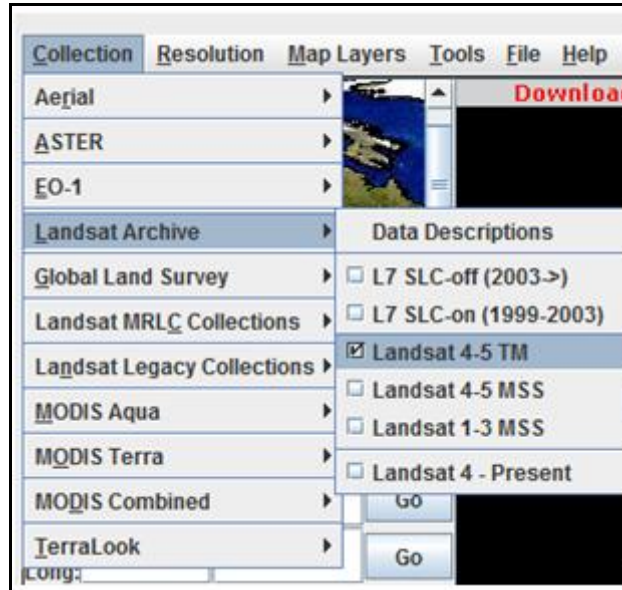 Collection Resolution Map Layers Tools File Help
Aerial
ASTER
EO-1
Landsat Archive
Global Land Survey
Landsat MRLC Collections
Landsat Legacy Collections
MODIS Aqua
MODIS Terra
MODIS Combined
TerraLook
Data Descriptions
L7 SLC-off (2003->)
L7 SLC-on (1999-2003)
Landsat 4-5 TM
Landsat 4-5 MSS
Landsat 1-3 MSS
Landsat 4 - Present
Go
Go
Long: